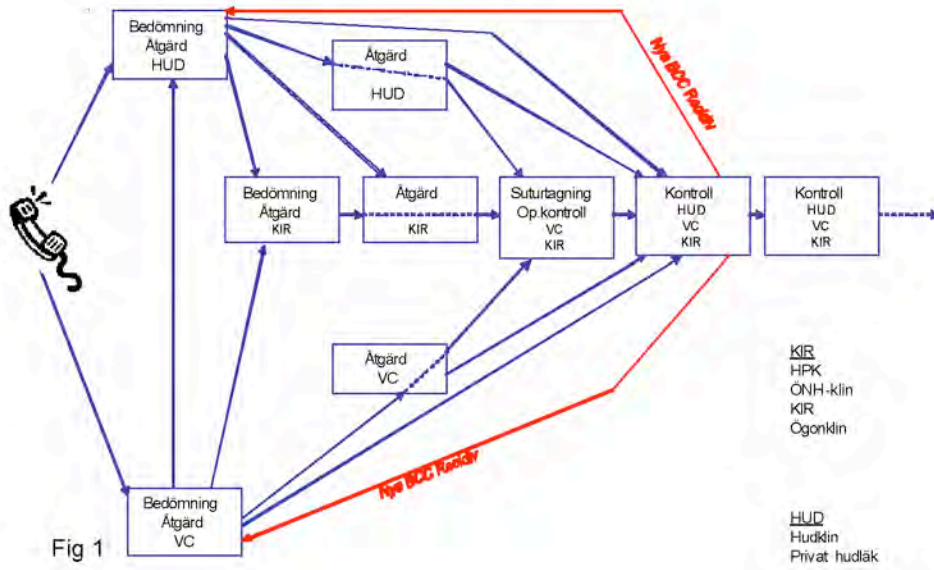 Bedömning
Åtgärd
HUD
Åtgärd
HUD
Nya BCC Recidiv
Bedömning
Åtgärd
KIR
Åtgärd
KIR
Suturtagning
Op.kontroll
VC
KIR
Kontroll
HUD
VC
KIR
Kontroll
HUD
VC
KIR
Åtgärd
VC
Nya BCC Recidiv
Bedömning
Åtgärd
VC
KIR
HPK
ÖNH-klin
KIR
Ögonklin
HUD
Hudklin
Privat hudläk
Fig 1